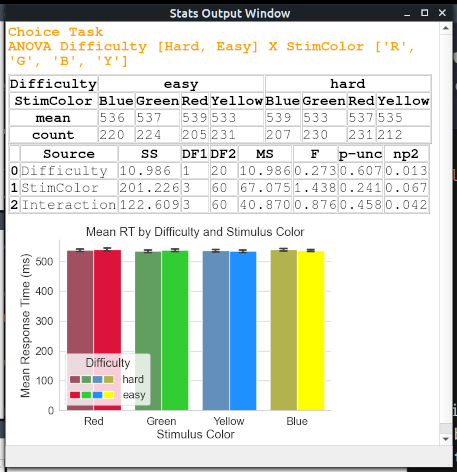 Stats Output Window
Choice Task
ANOVA Difficulty [Hard, Easy] X StimColor ['R',
'G', 'B', 'Y']
Difficulty easy hard
StimColor Blue Green Red Yellow Blue Green Red Yellow
mean 536 537 539 533 539 533 537 535
count 220 224 205 231 207 230 231 212
Source SS DF1 DF2 MS F p-unc np2
0 Difficulty 10.986 1 20 10.986 0.273 0.607 0.013
1 StimColor 201.226 3 60 67.075 1.438 0.241 0.067
2 Interaction 122.609 3 60 40.870 0.876 0.458 0.042
Mean RT by Difficulty and Stimulus Color
Mean Response Time (ms)
500
400
300
200
100
0
Difficulty
hard
easy
Red Green Yellow Blue
Stimulus Color